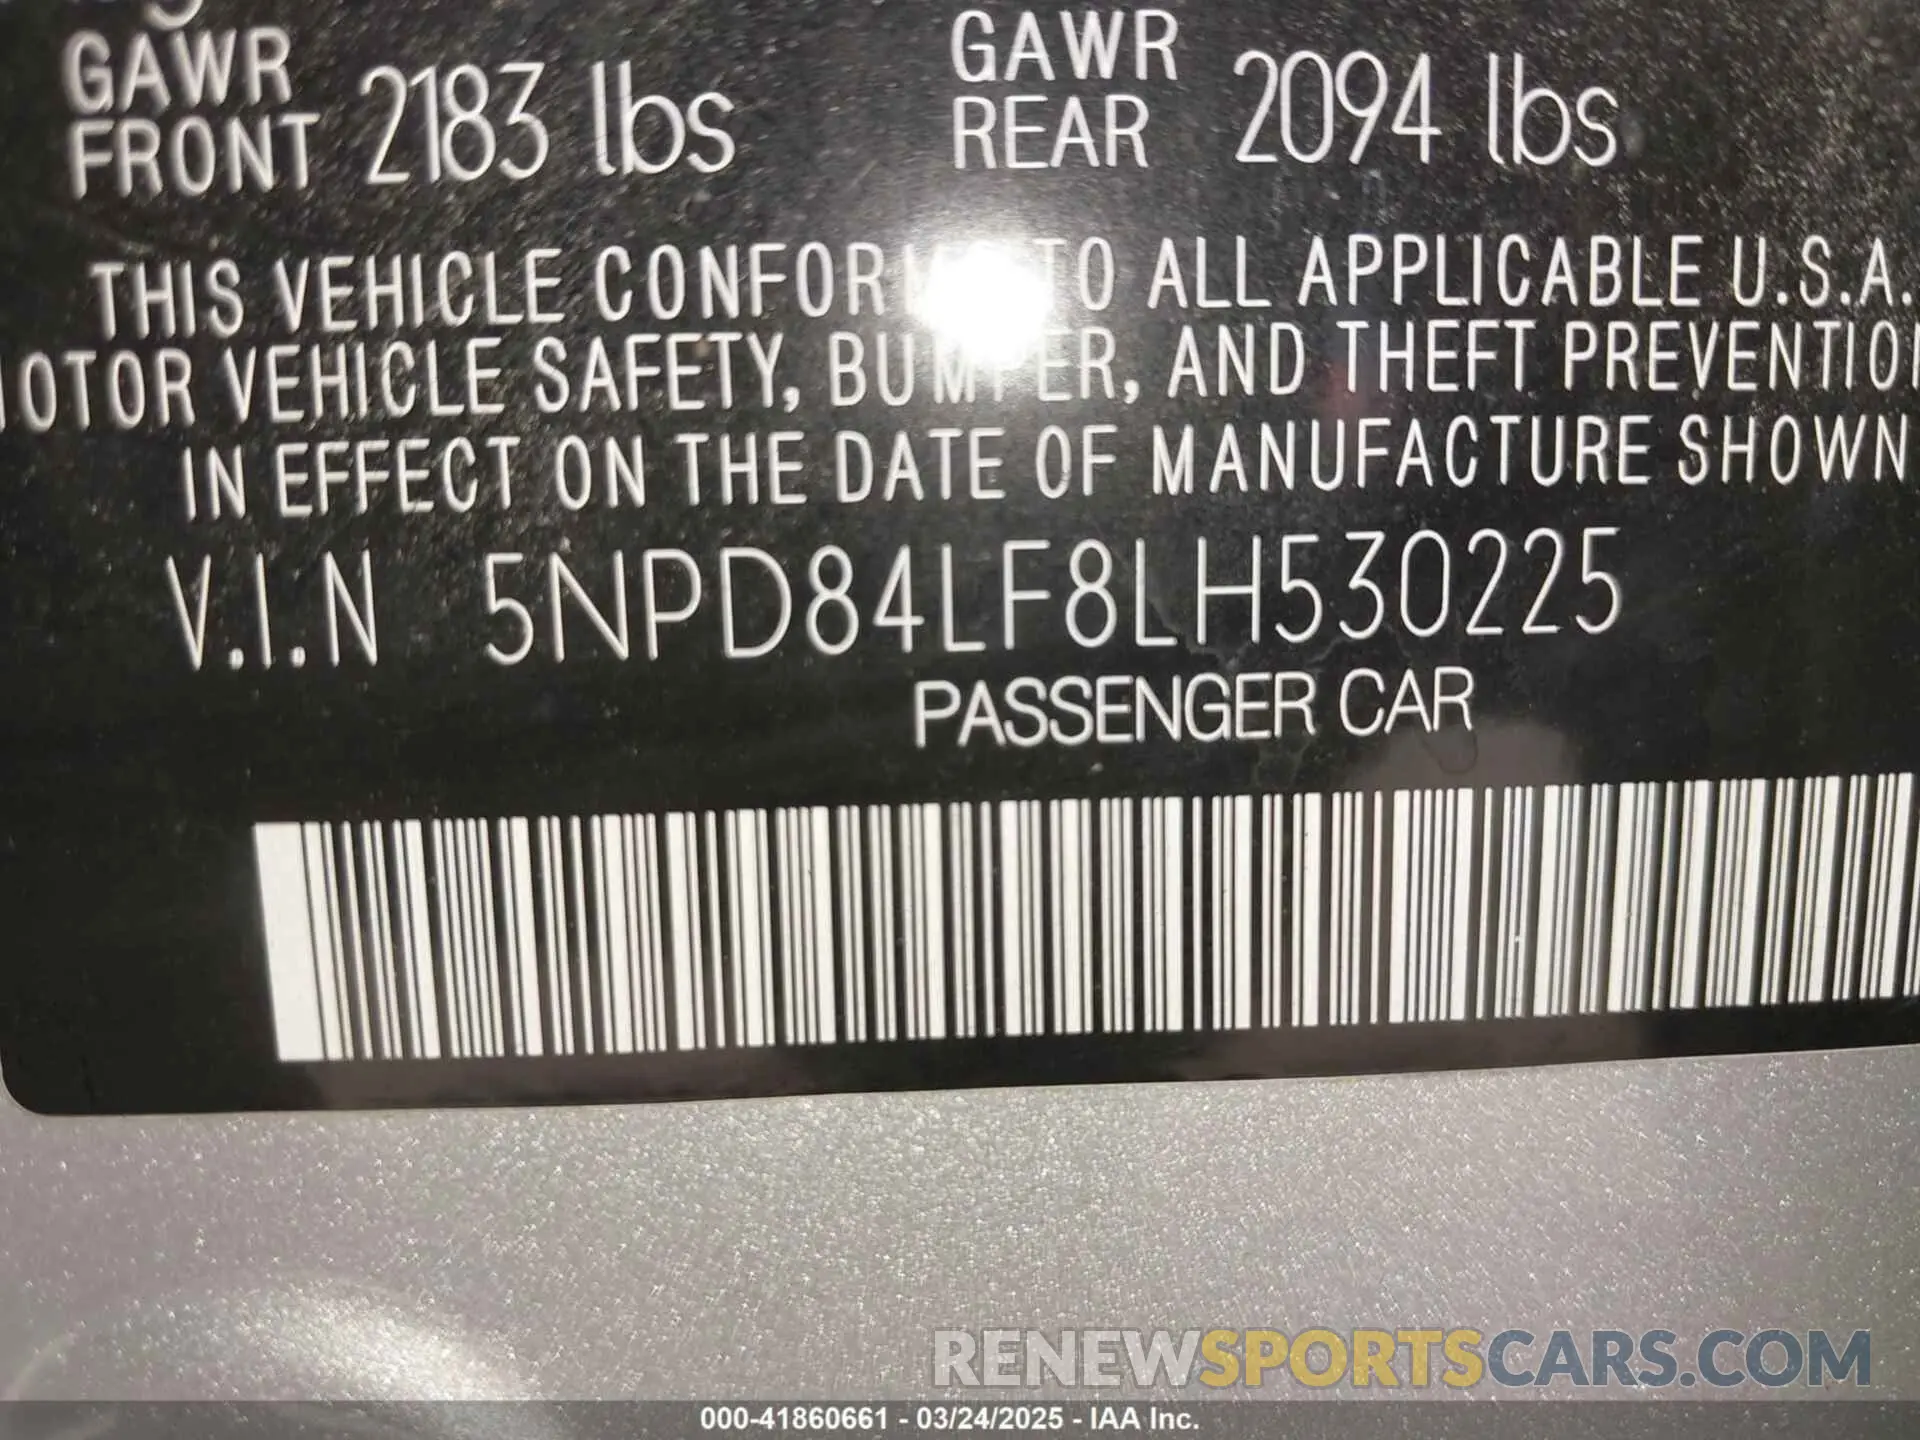 GAWR FRONT 2183 lbs GAWR REAR 2094 lbs
THIS VEHICLE CONFORMS TO ALL APPLICABLE U.S.A.
MOTOR VEHICLE SAFETY, BUMPER, AND THEFT PREVENTION
IN EFFECT ON THE DATE OF MANUFACTURE SHOWN
V.I.N 5NPD84LF8LH530225
PASSENGER CAR
RENEWSPORTSCARS.COM
000-41860661 - 03/24/2025 - IAA Inc.